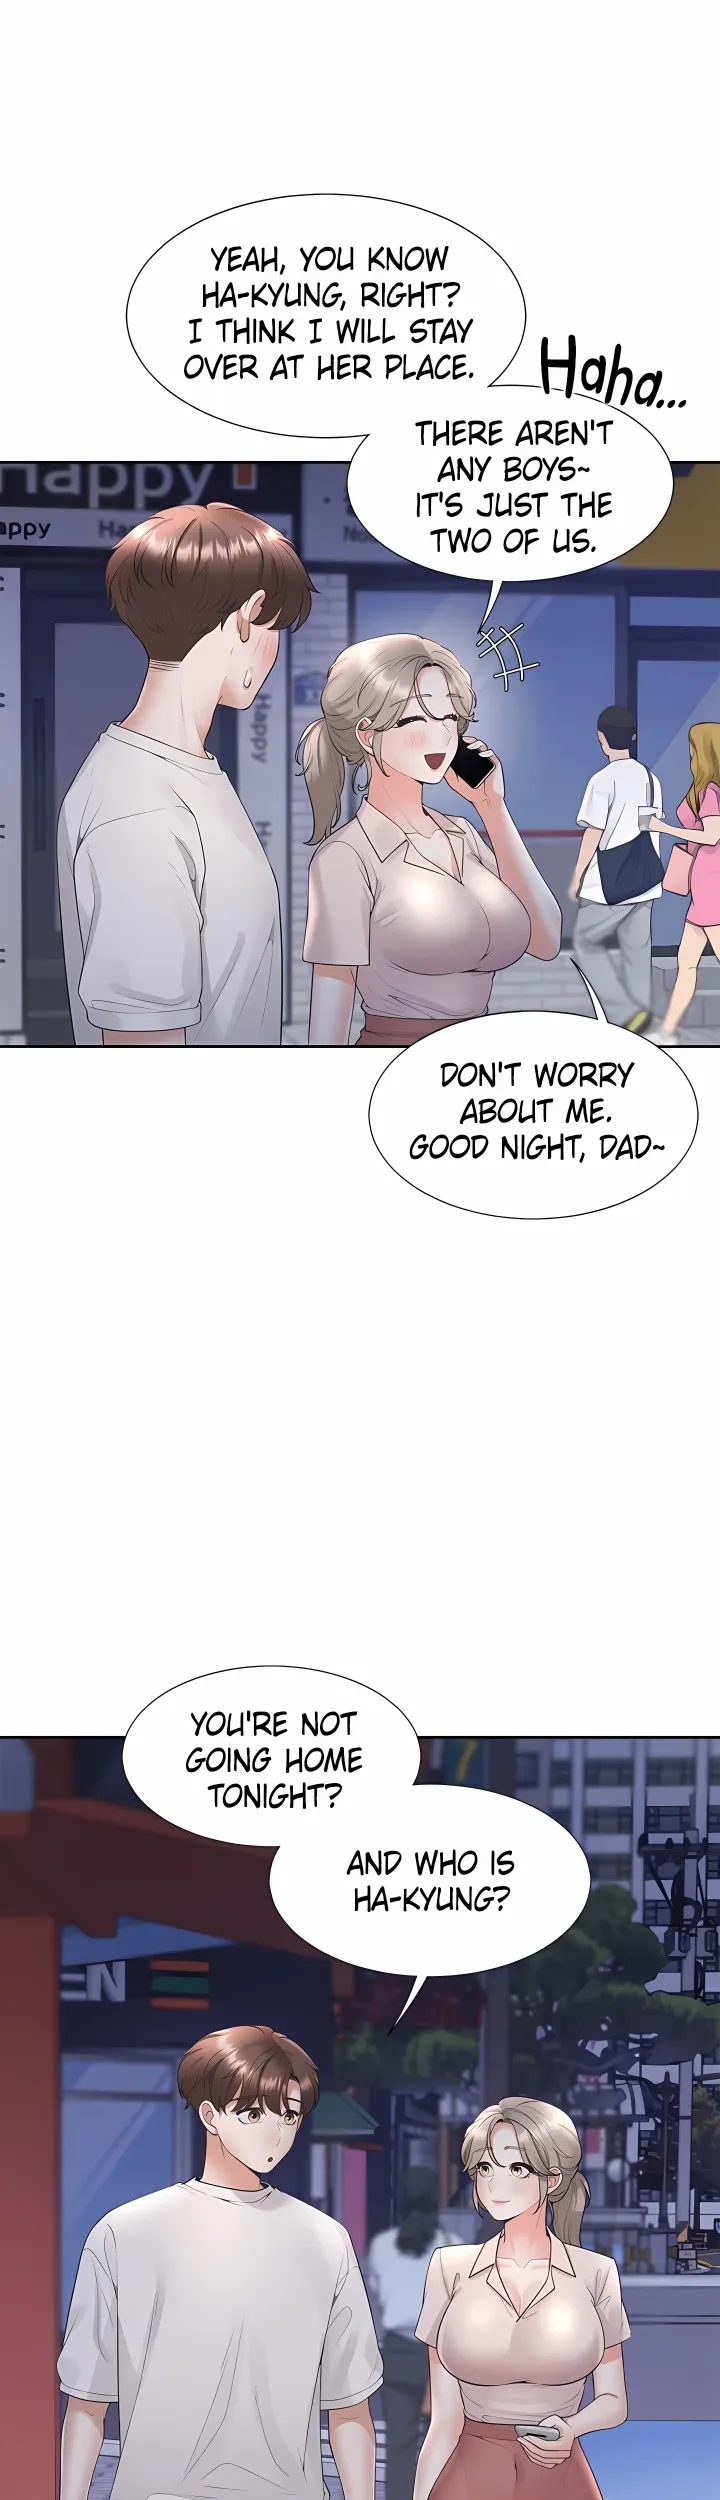 YEAH, YOU KNOW
HA-KYUNG, RIGHT?
I THINK I WILL STAY
OVER AT HER PLACE.
Haha...
THERE AREN'T
ANY BOYS~
IT'S JUST THE
TWO OF US.
Happy
Happy
DON'T WORRY
ABOUT ME.
GOOD NIGHT, DAD~
YOU'RE NOT
GOING HOME
TONIGHT?
AND WHO IS
HA-KYUNG?